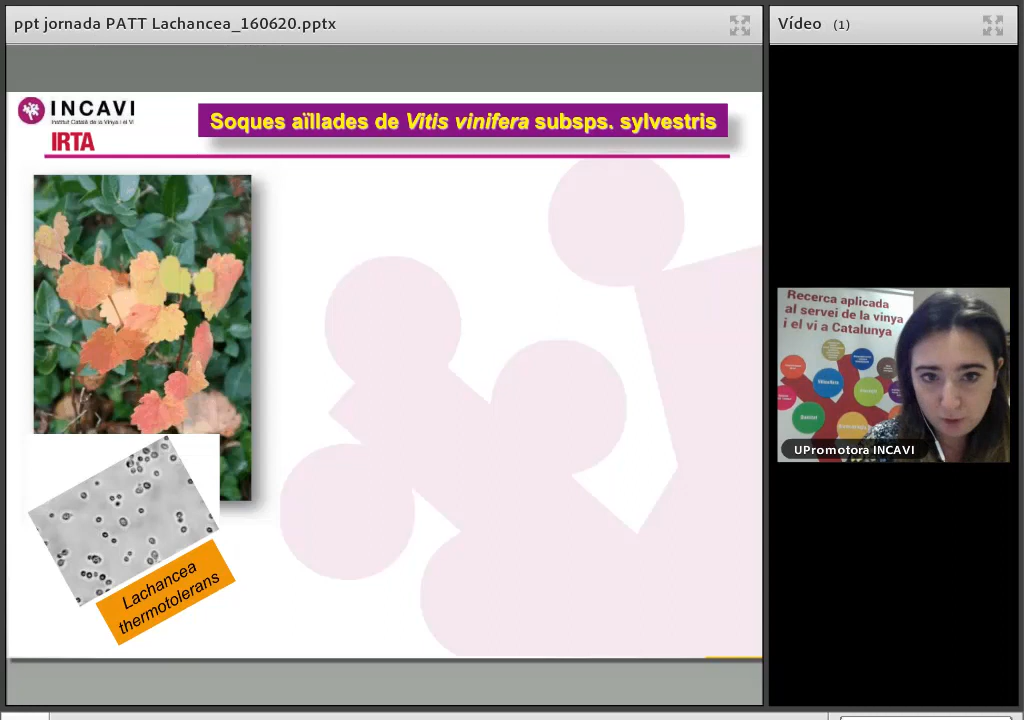 ppt jornada PATT Lachancea_160620.pptx
Vídeo (1)
INCAVI
Institut Català de la Vinya i el Vi
IRTA
Soques aïllades de Vitis vinifera subsps. sylvestris
Lachancea
thermotolerans
Recerca aplicada
al servei de la vinya
i el vi a Catalunya
UPromotora INCAVI